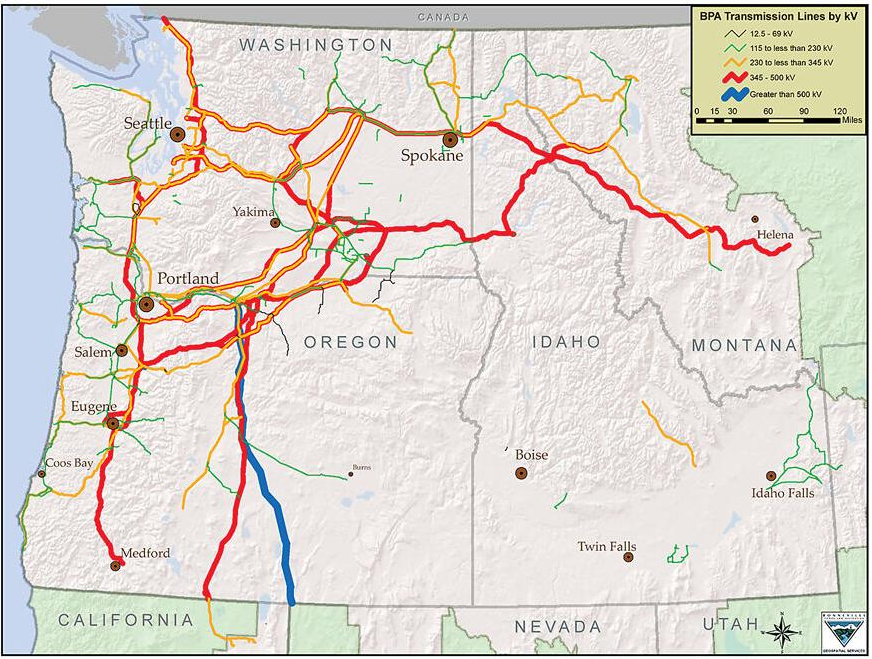 CANADA
BPA Transmission Lines by kV
12.5 - 69 kV
115 to less than 230 kV
230 to less than 345 kV
345 - 500 kV
Greater than 500 kV
0 15 30 60 90 120
Miles
WASHINGTON
Seattle
Spokane
Yakima
Helena
Portland
OREGON
IDAHO
MONTANA
Salem
Eugene
Coos Bay
Burns
Boise
Idaho Falls
Medford
Twin Falls
CALIFORNIA
NEVADA
UTAH
GEOSPATIAL SERVICES